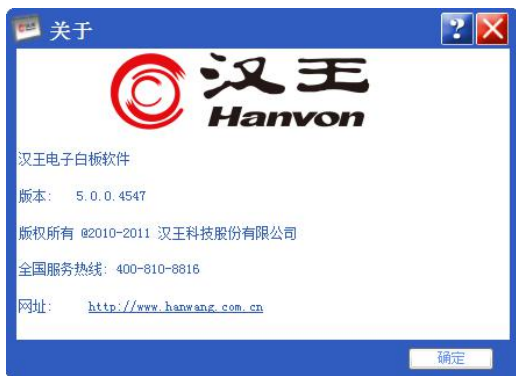 关于
汉王
Hanvon
汉王电子白板软件
版本: 5.0.0.4547
版权所有 @2010-2011 汉王科技股份有限公司
全国服务热线: 400-810-8816
网址: http://www.hanwang.com.cn
确定